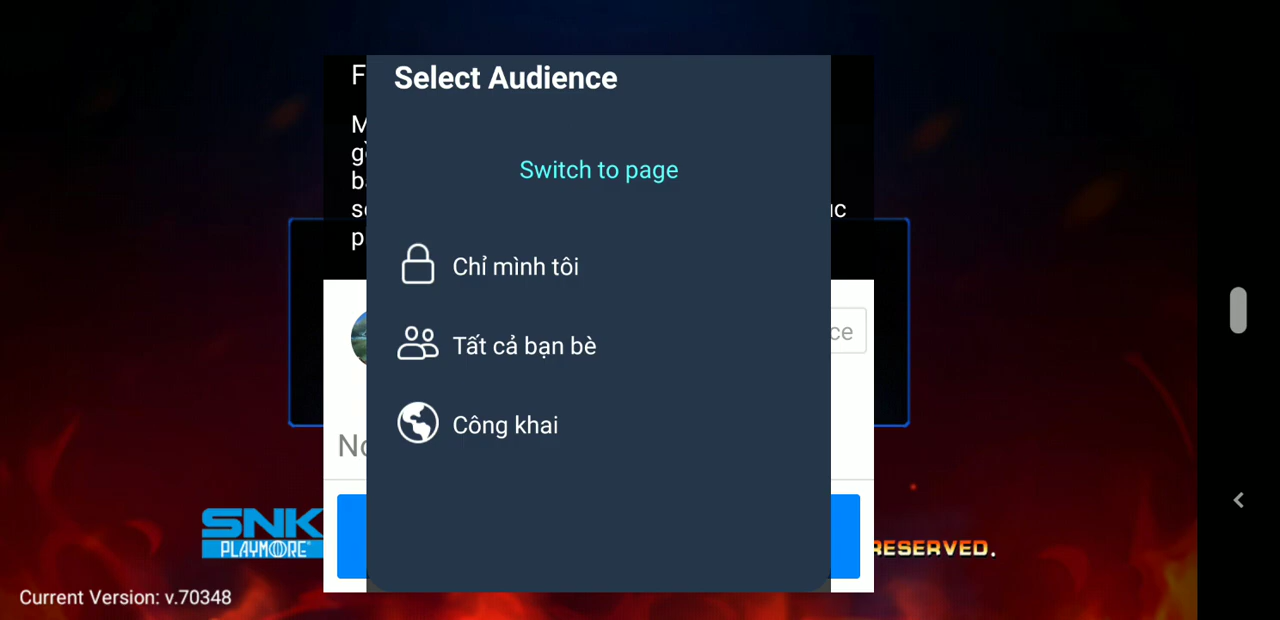 Select Audience
Switch to page
Chỉ mình tôi
Tất cả bạn bè
Công khai
SNK
PLAYMORE
RESERVED.
Current Version: v.70348